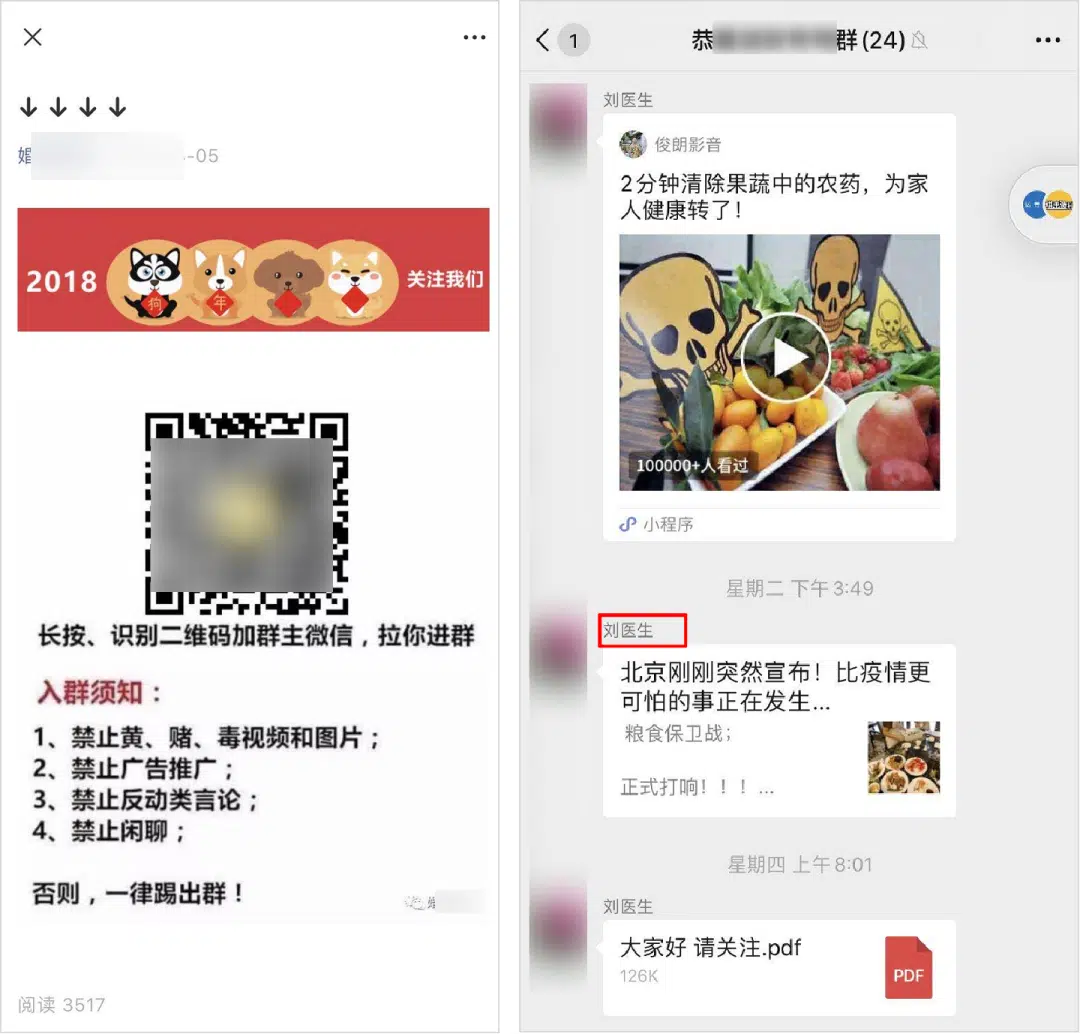 ↓ ↓ ↓ ↓
婚
-05
2018
狗
年
关注我们
长按、识别二维码加群主微信，拉你进群
入群须知：
1、禁止黄、赌、毒视频和图片；
2、禁止广告推广；
3、禁止反动类言论；
4、禁止闲聊；
否则，一律踢出群！
阅读 3517
1
恭
群(24)
刘医生
俊朗影音
2分钟清除果蔬中的农药，为家
人健康转了！
100000+人看过
小程序
星期二 下午3:49
刘医生
北京刚刚突然宣布！比疫情更
可怕的事正在发生...
粮食保卫战；
正式打响！！！...
星期四 上午8:01
刘医生
大家好 请关注.pdf
126K
PDF